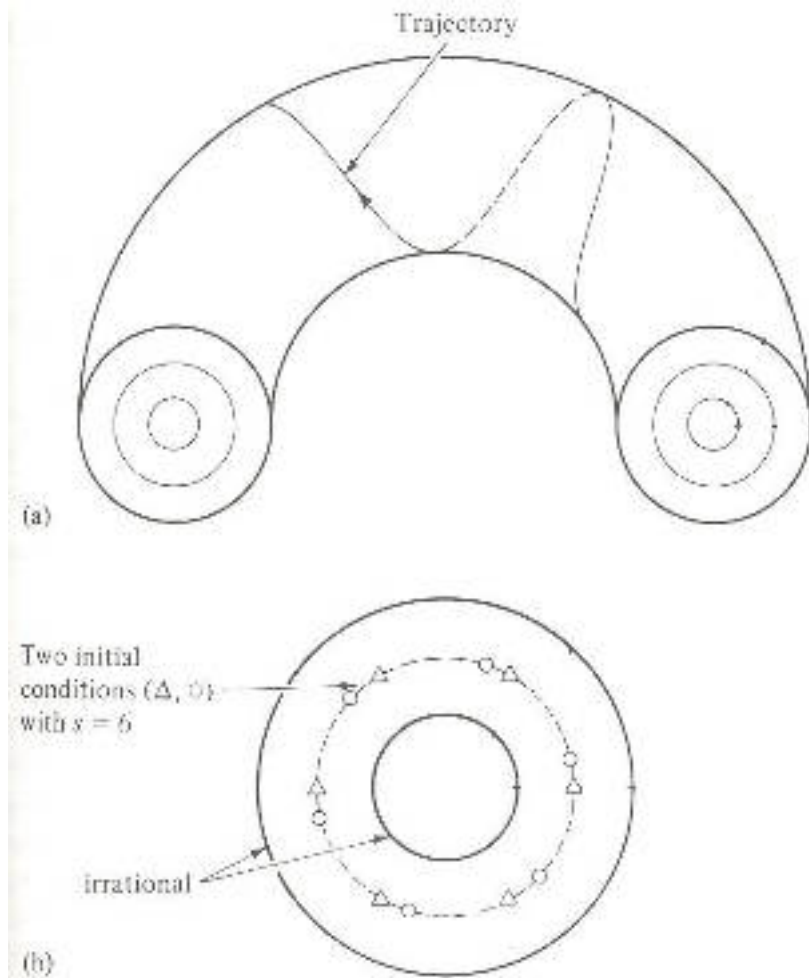 Trajectory
(a)
Two initial
conditions (Δ, O)
with s = 6
irrational
(b)